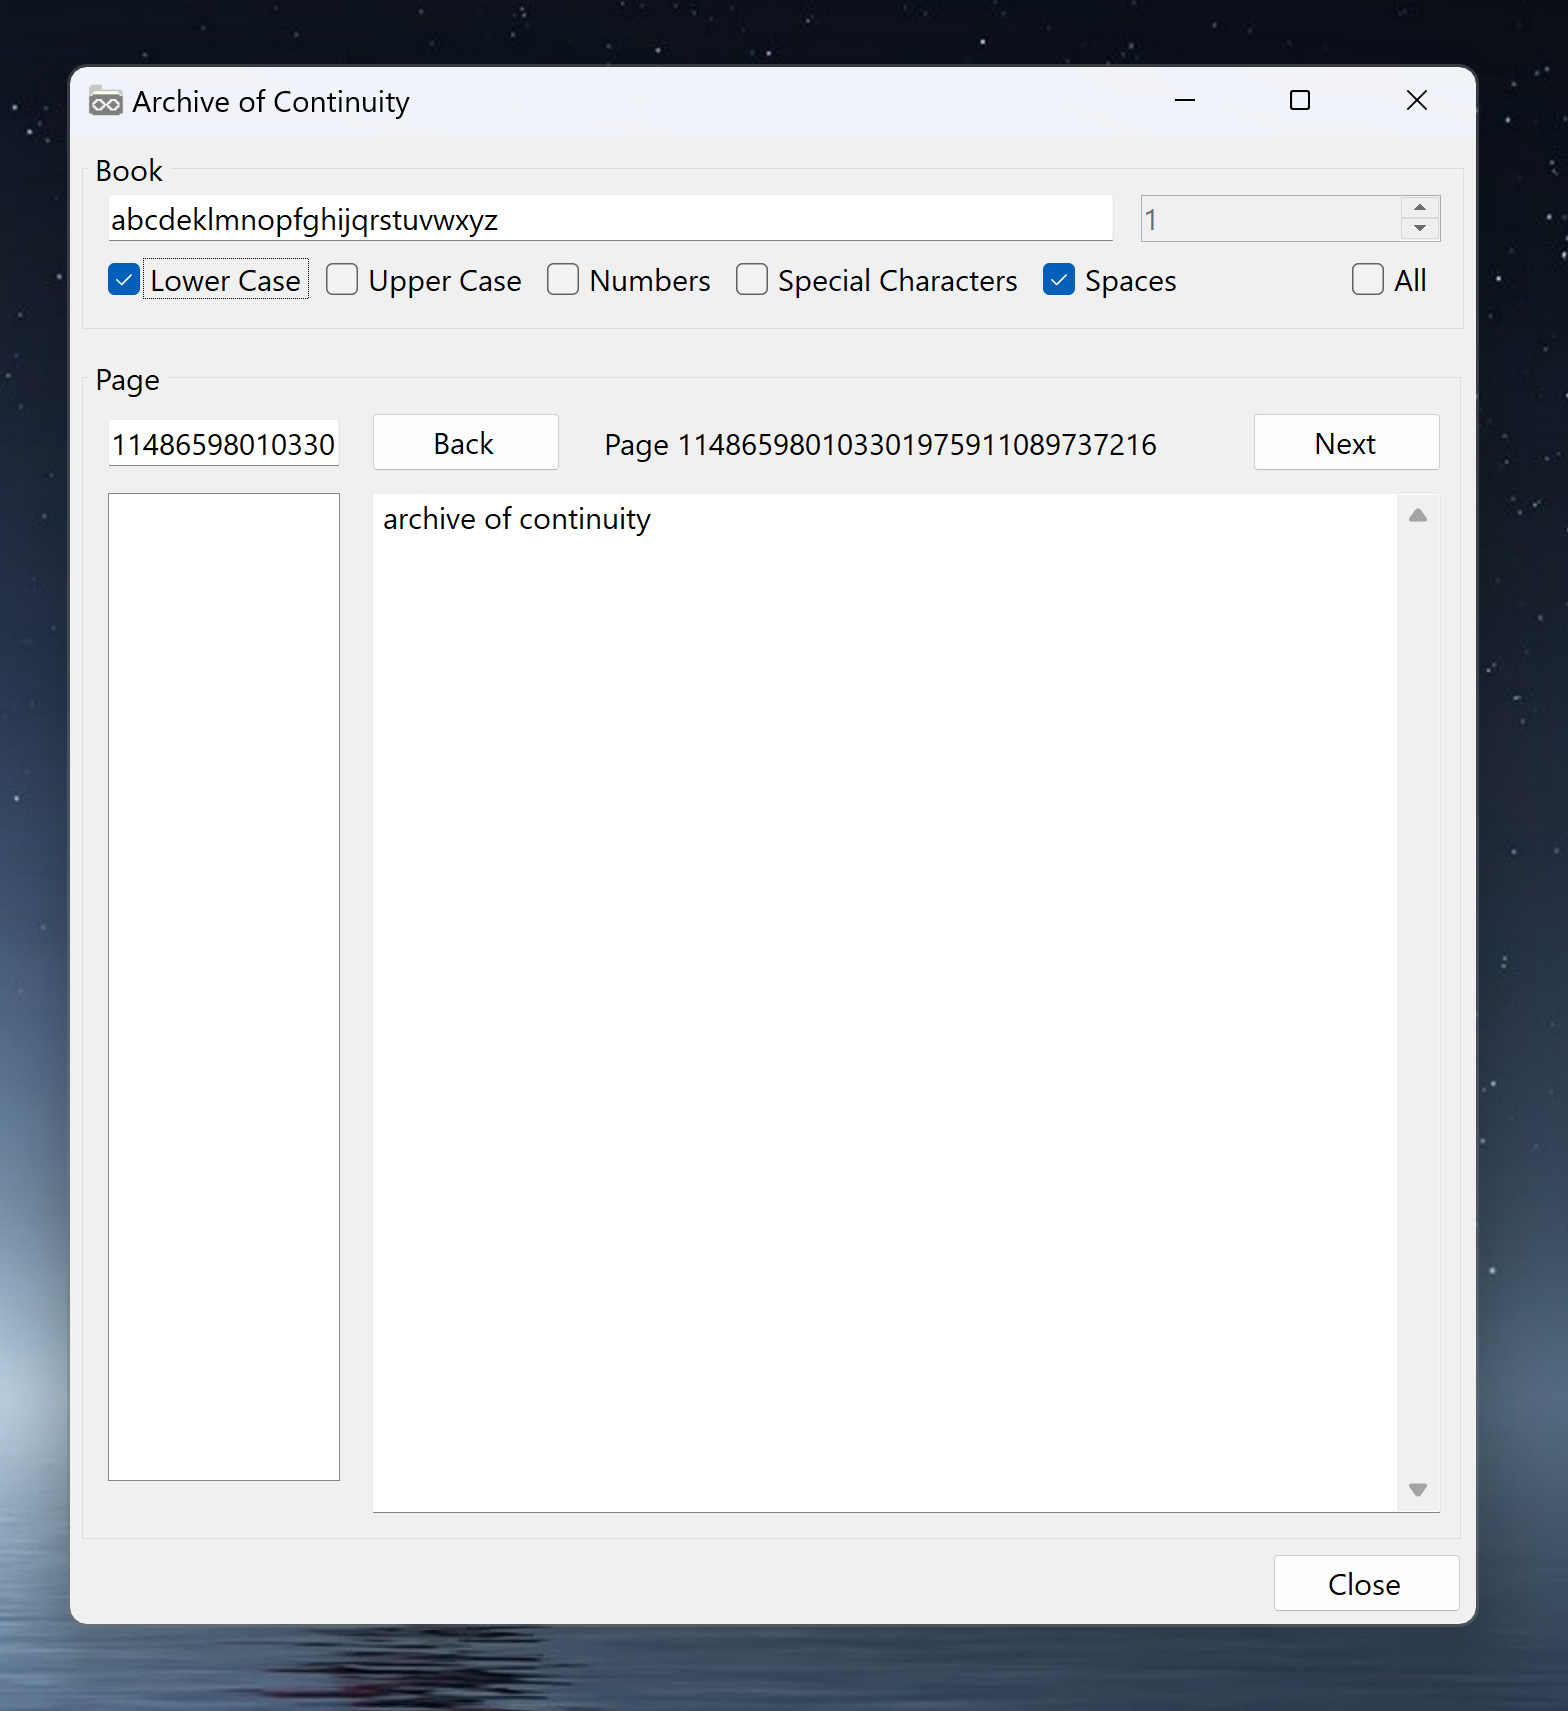 Archive of Continuity
Book
abcdeklmnopfghijqrstuvwxyz
1
Lower Case Upper Case Numbers Special Characters Spaces All
Page
11486598010330 Back Page 114865980103301975911089737216 Next
archive of continuity
Close